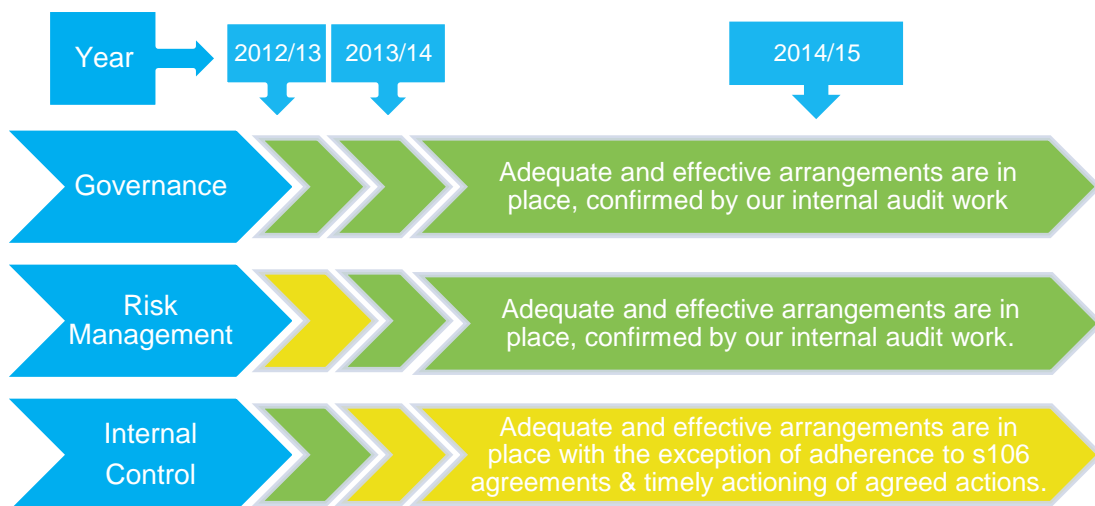 Year
2012/13
2013/14
2014/15
Governance
Adequate and effective arrangements are in
place, confirmed by our internal audit work
Risk
Management
Adequate and effective arrangements are in
place, confirmed by our internal audit work.
Internal
Control
Adequate and effective arrangements are in
place with the exception of adherence to s106
agreements & timely actioning of agreed actions.